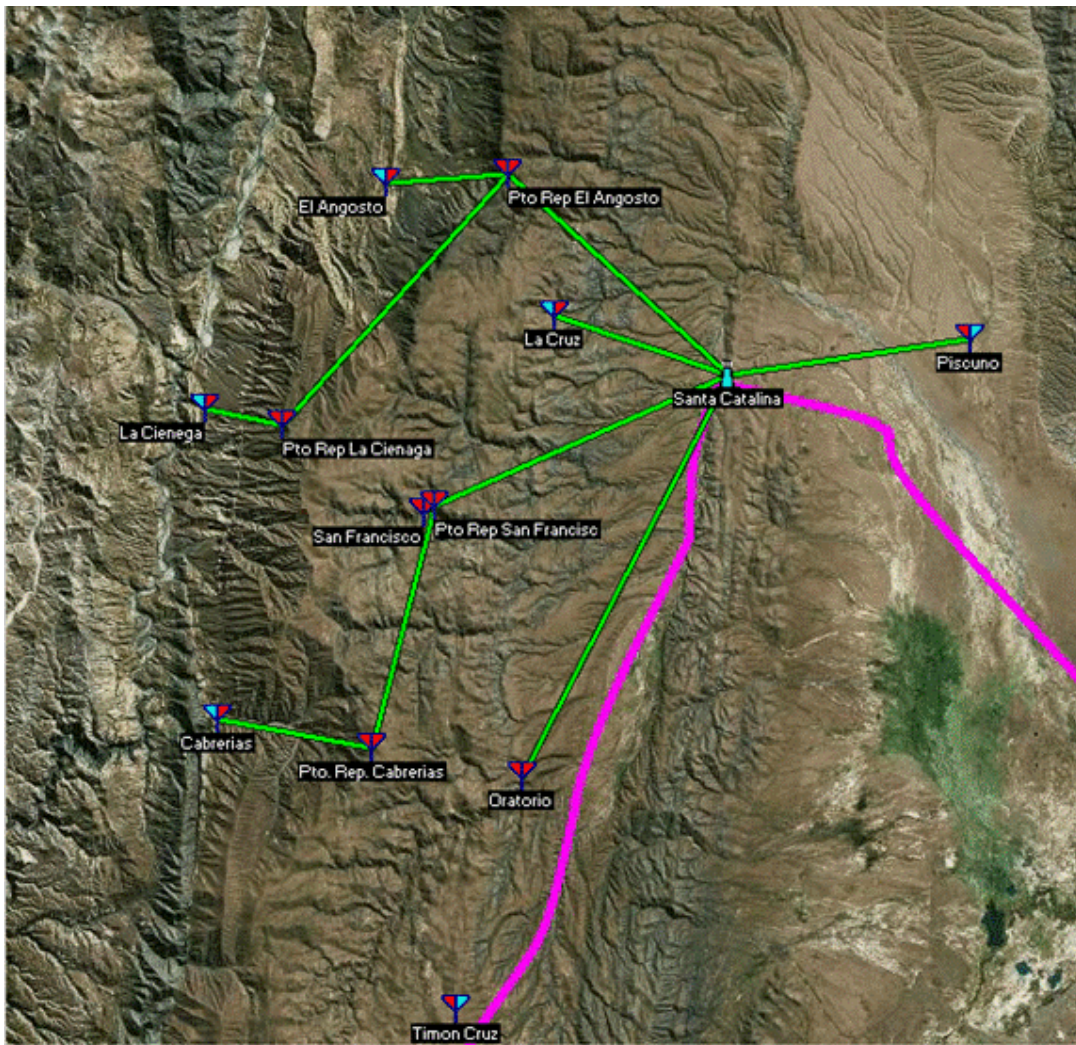 El Angosto
Pto Rep El Angosto
La Cruz
Piscuno
Santa Catalina
La Cienega
Pto Rep La Cienaga
San Francisco
Pto Rep San Francisc
Cabrerias
Pto. Rep. Cabrerias
Oratorio
Timon Cruz